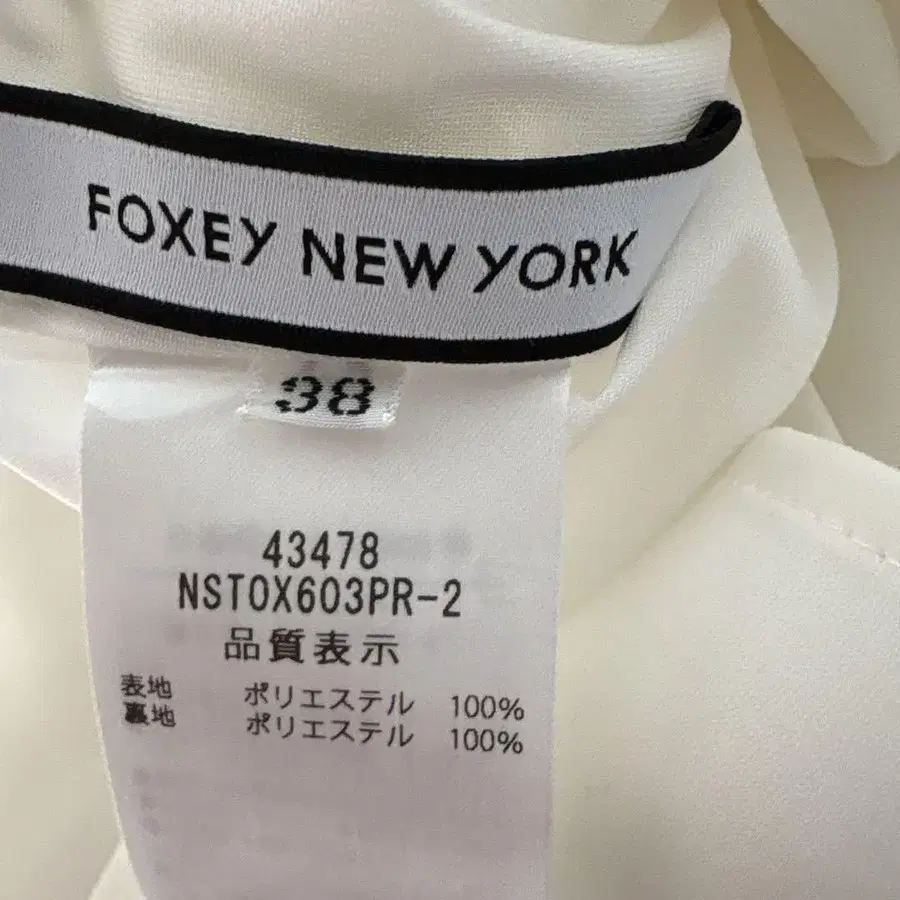 FOXEY NEW YORK
38
43478
NSTOX603PR-2
品質表示
表地 ポリエステル 100%
裏地 ポリエステル 100%